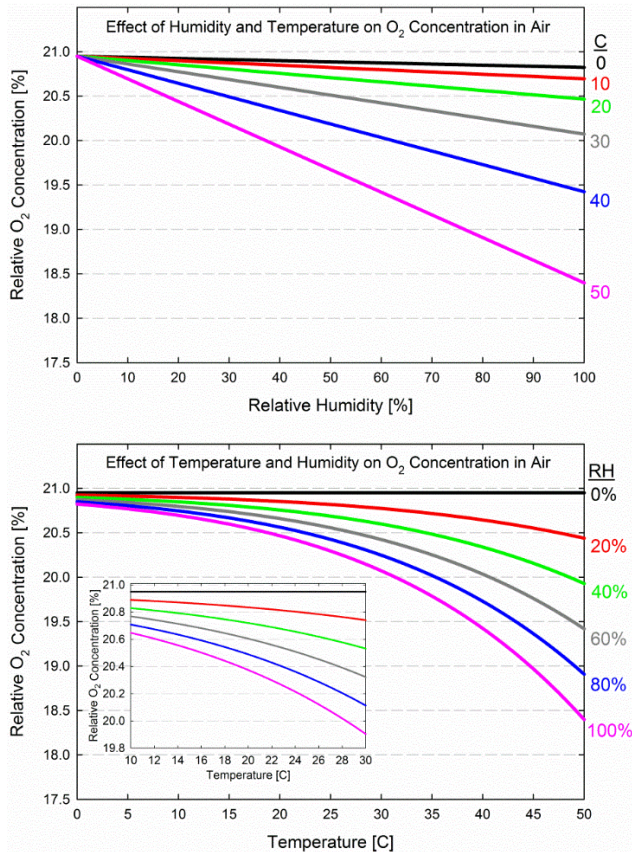 Effect of Humidity and Temperature on O2 Concentration in Air
C
21.0
20.5
20.0
19.5
19.0
18.5
18.0
17.5
0
10
20
30
40
50
0 10 20 30 40 50 60 70 80 90 100
Relative Humidity [%]
Relative O2 Concentration [%]
Effect of Temperature and Humidity on O2 Concentration in Air
RH
21.0
20.5
20.0
19.5
19.0
18.5
18.0
17.5
0%
20%
40%
60%
80%
100%
21.0
20.8
20.6
20.4
20.2
20.0
19.8
10 12 14 16 18 20 22 24 26 28 30
Temperature [C]
Relative O2 Concentration [%]
0 5 10 15 20 25 30 35 40 45 50
Temperature [C]
Relative O2 Concentration [%]